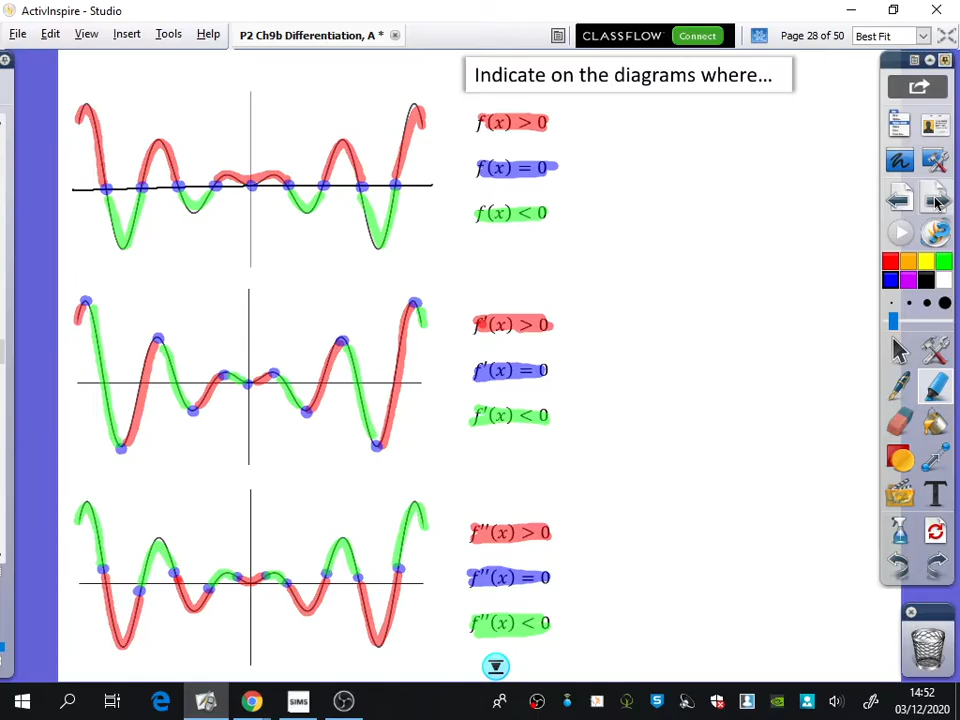 ActivInspire - Studio
File Edit View Insert Tools Help
P2 Ch9b Differentiation, A *
CLASSFLOW Connect
Page 28 of 50
Best Fit
Indicate on the diagrams where...
f(x) > 0
f(x) = 0
f(x) < 0
f'(x) > 0
f'(x) = 0
f'(x) < 0
f''(x) > 0
f''(x) = 0
f''(x) < 0
SIMS
14:52
03/12/2020